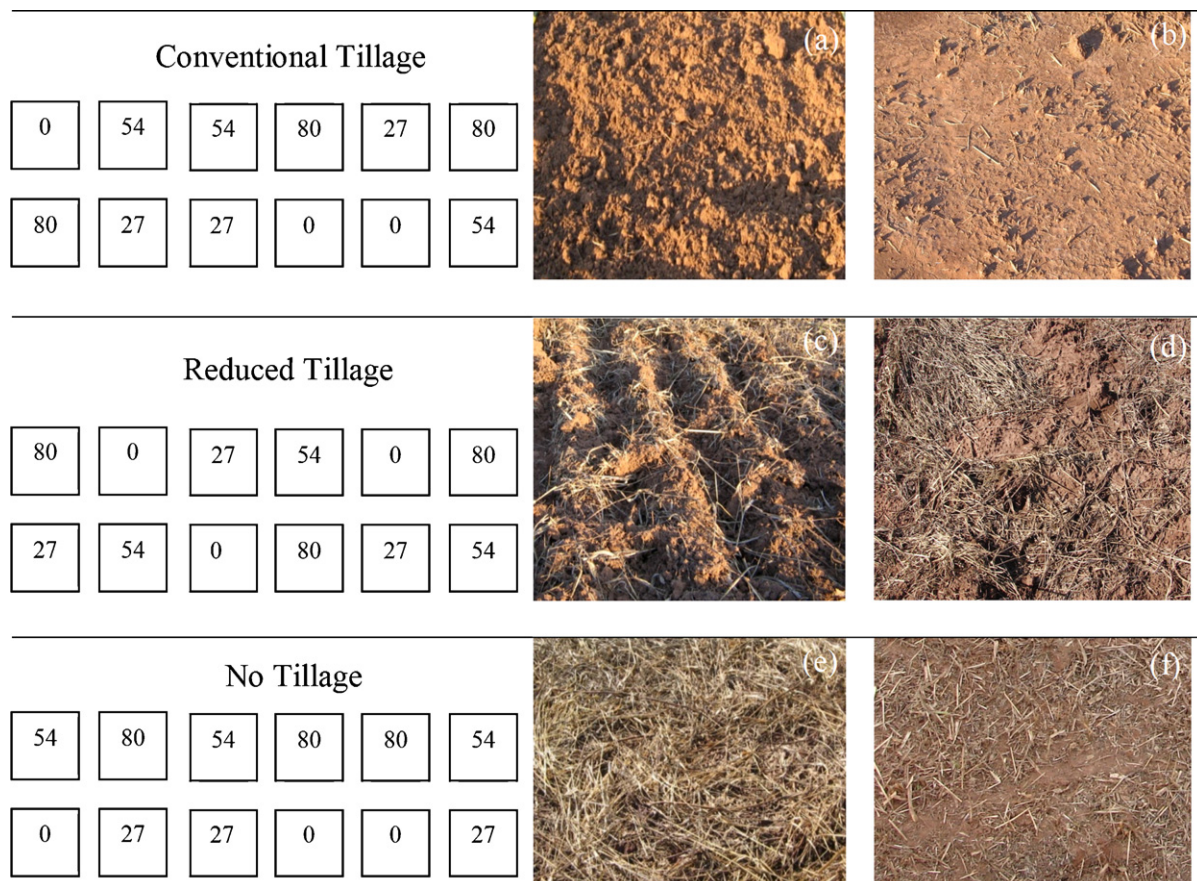 Conventional Tillage
0 54 54 80 27 80
80 27 27 0 0 54
(a)
(b)
Reduced Tillage
80 0 27 54 0 80
27 54 0 80 27 54
(c)
(d)
No Tillage
54 80 54 80 80 54
0 27 27 0 0 27
(e)
(f)